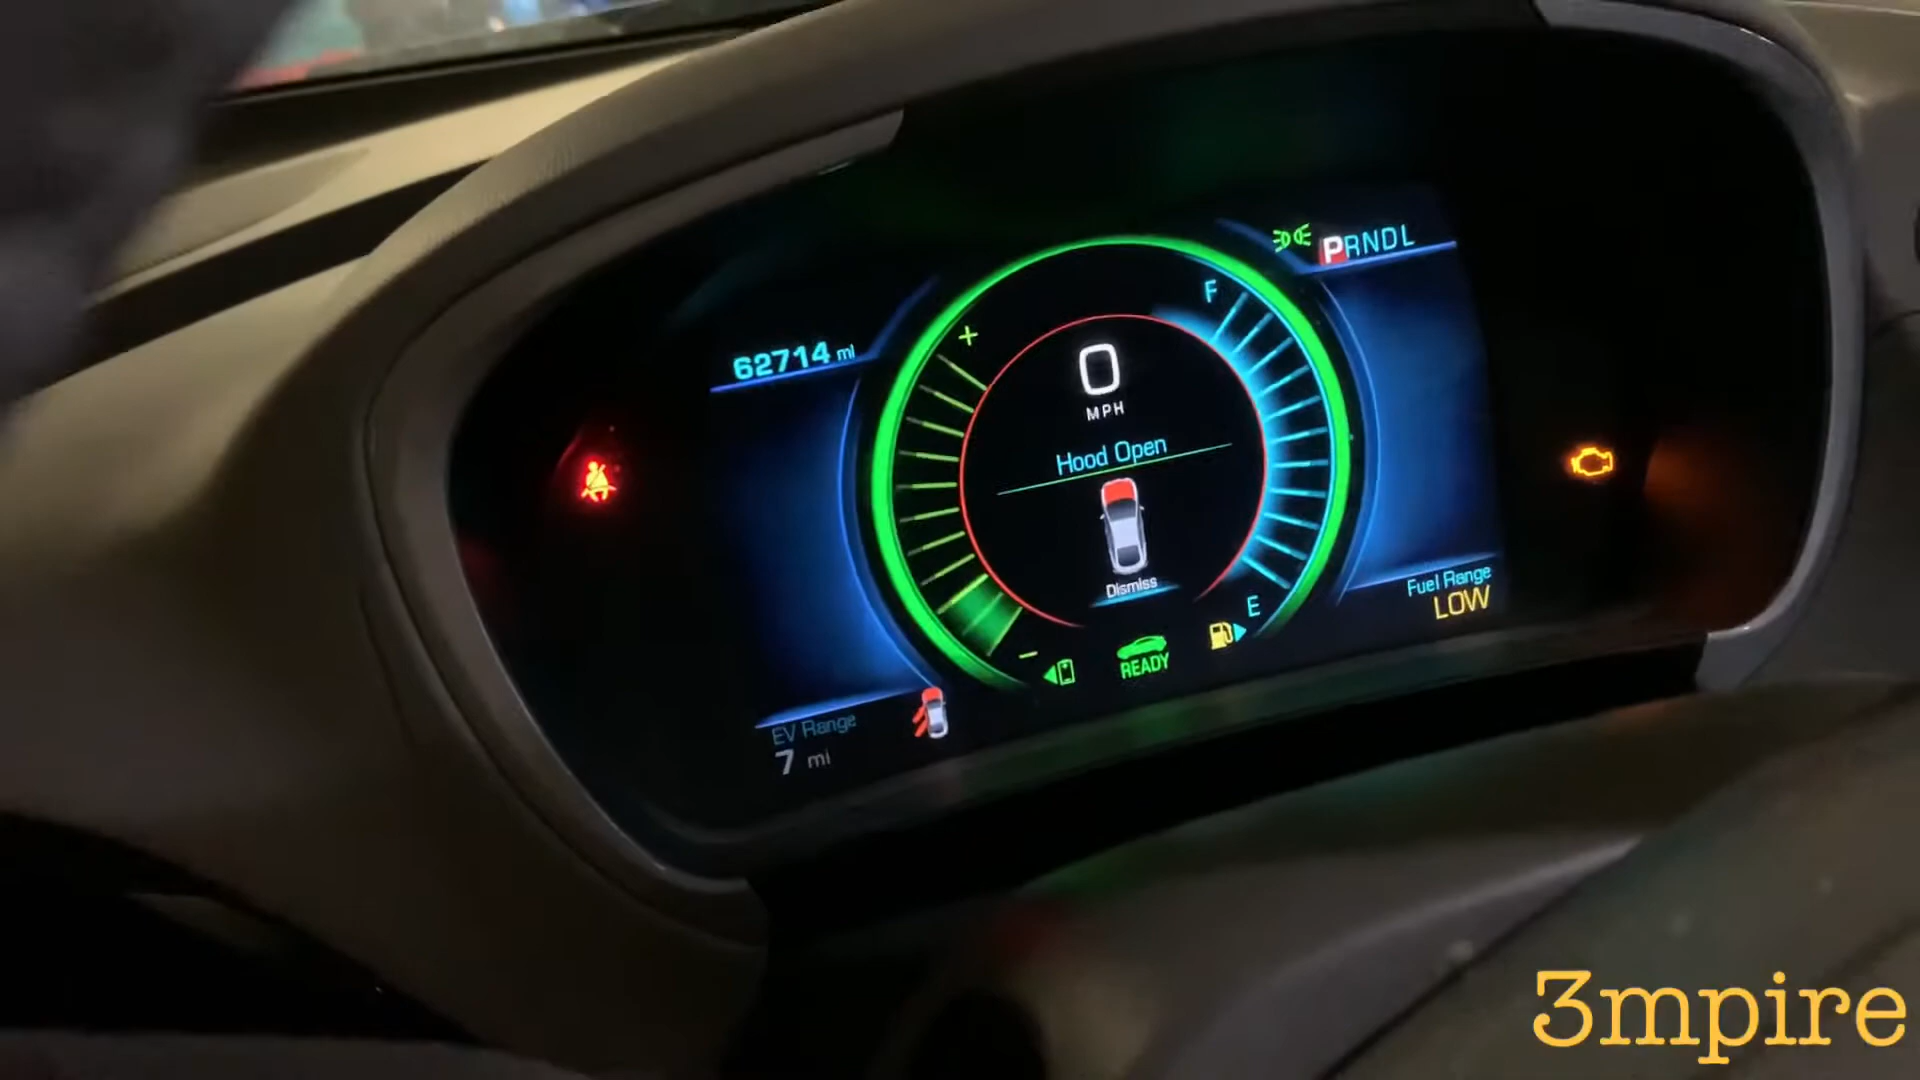 PRNDL
F
+
62714 mi
0
MPH
Hood Open
Dismiss
Fuel Range
LOW
E
-
READY
EV Range
7 mi
3mpire